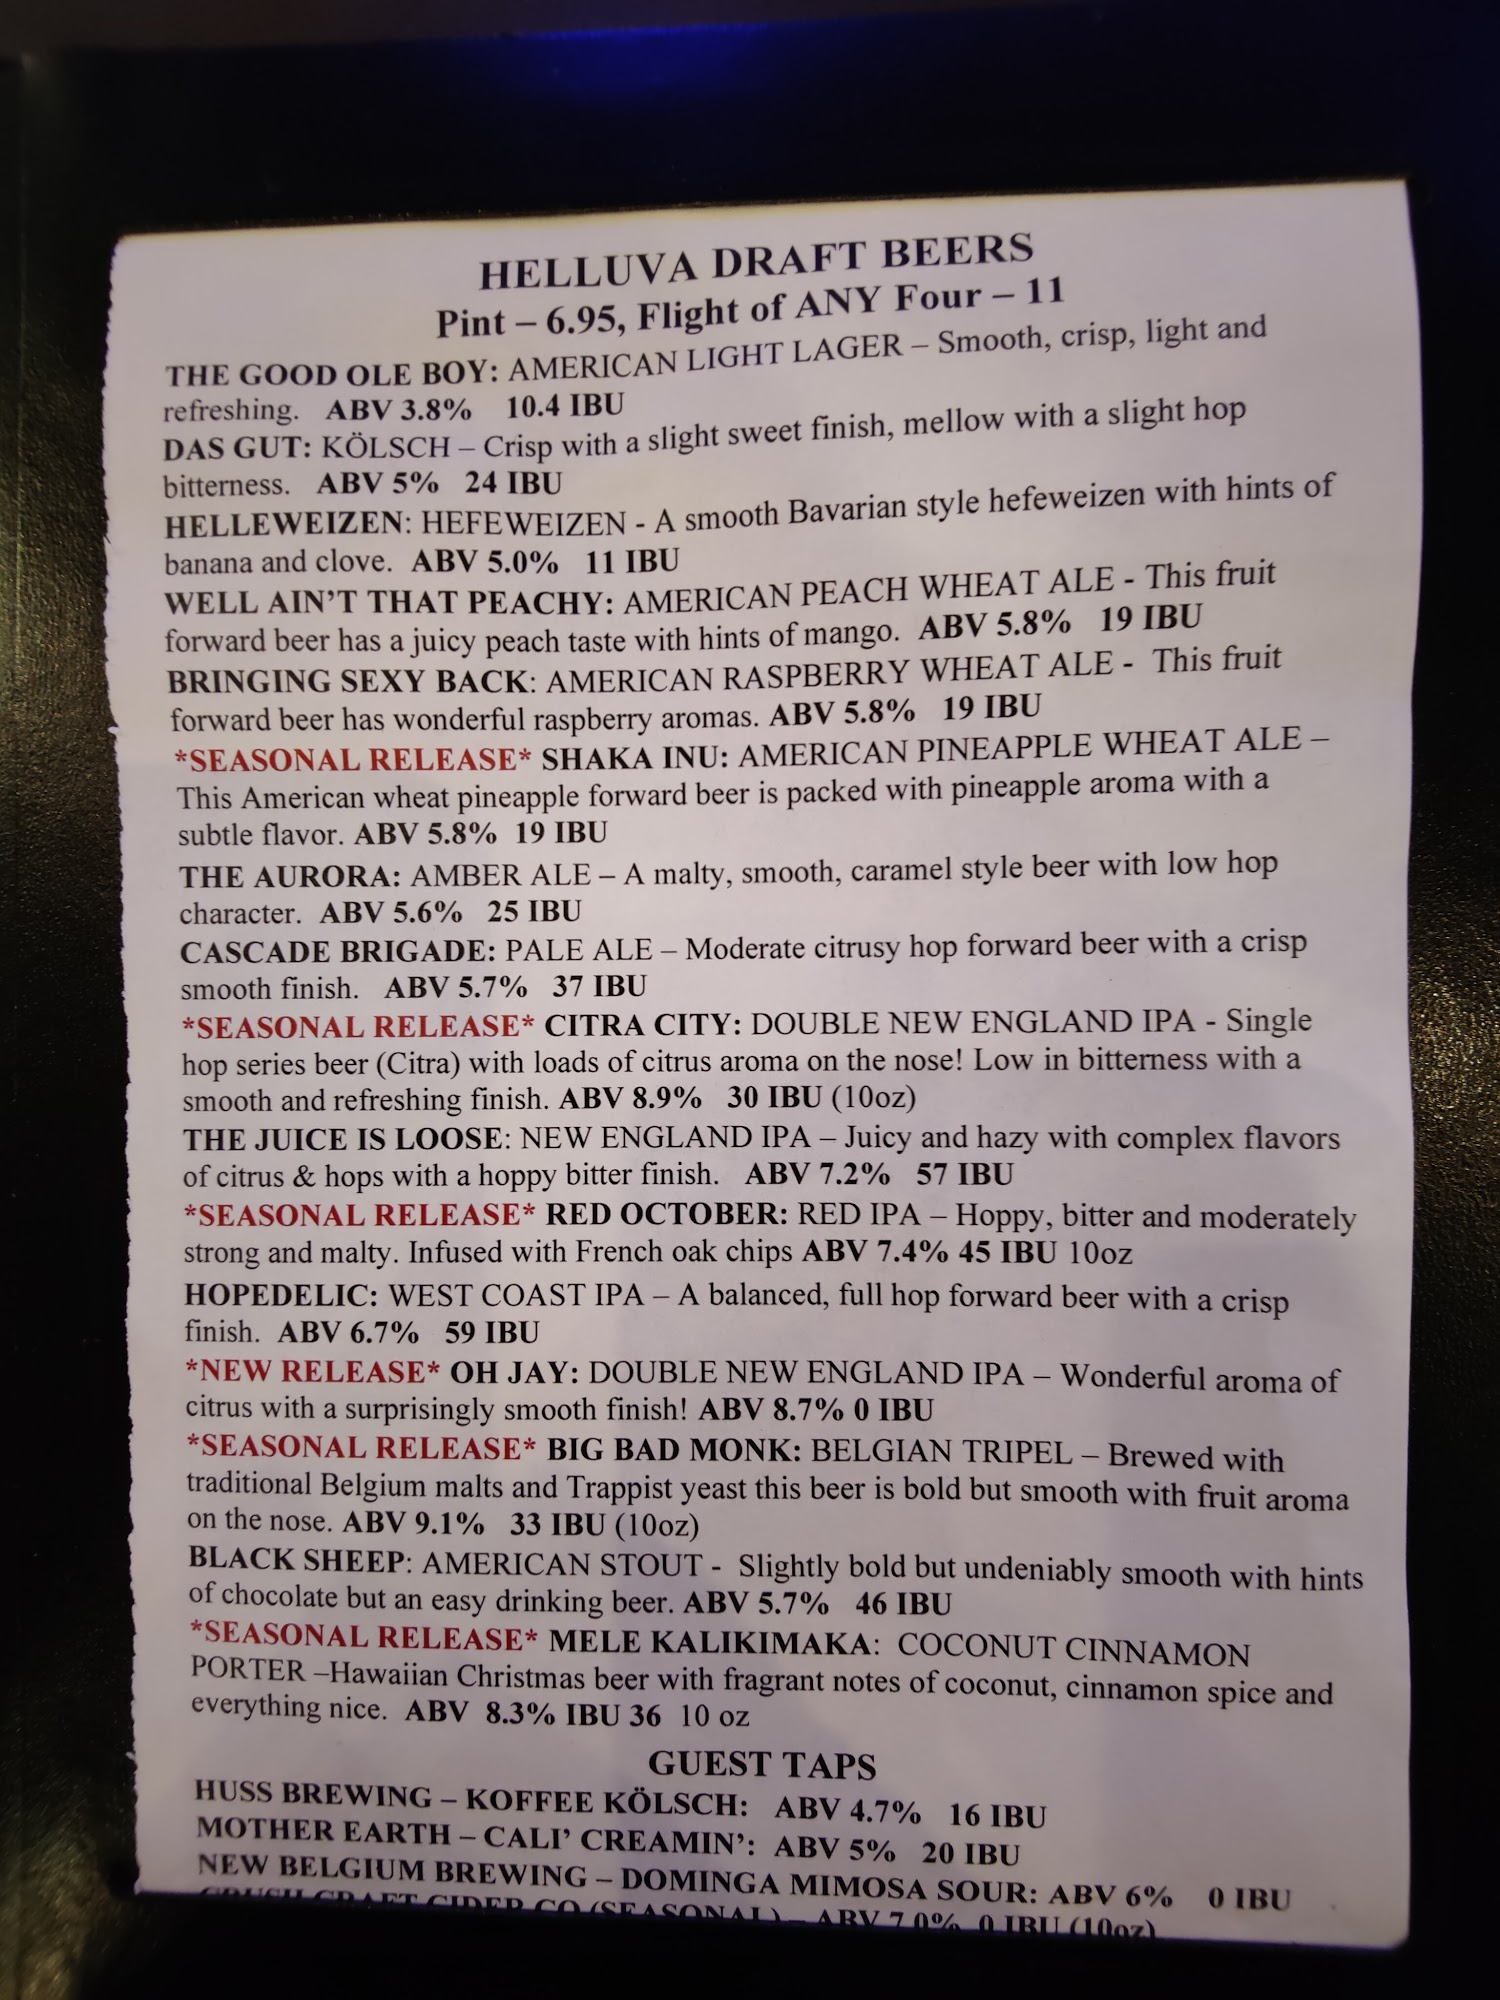 HELLUVA DRAFT BEERS
Pint – 6.95, Flight of ANY Four – 11
THE GOOD OLE BOY: AMERICAN LIGHT LAGER – Smooth, crisp, light and
refreshing. ABV 3.8% 10.4 IBU
DAS GUT: KÖLSCH – Crisp with a slight sweet finish, mellow with a slight hop
bitterness. ABV 5% 24 IBU
HELLEWEIZEN: HEFEWEIZEN - A smooth Bavarian style hefeweizen with hints of
banana and clove. ABV 5.0% 11 IBU
WELL AIN'T THAT PEACHY: AMERICAN PEACH WHEAT ALE - This fruit
forward beer has a juicy peach taste with hints of mango. ABV 5.8% 19 IBU
BRINGING SEXY BACK: AMERICAN RASPBERRY WHEAT ALE - This fruit
forward beer has wonderful raspberry aromas. ABV 5.8% 19 IBU
*SEASONAL RELEASE* SHAKA INU: AMERICAN PINEAPPLE WHEAT ALE –
This American wheat pineapple forward beer is packed with pineapple aroma with a
subtle flavor. ABV 5.8% 19 IBU
THE AURORA: AMBER ALE – A malty, smooth, caramel style beer with low hop
character. ABV 5.6% 25 IBU
CASCADE BRIGADE: PALE ALE – Moderate citrusy hop forward beer with a crisp
smooth finish. ABV 5.7% 37 IBU
*SEASONAL RELEASE* CITRA CITY: DOUBLE NEW ENGLAND IPA - Single
hop series beer (Citra) with loads of citrus aroma on the nose! Low in bitterness with a
smooth and refreshing finish. ABV 8.9% 30 IBU (10oz)
THE JUICE IS LOOSE: NEW ENGLAND IPA – Juicy and hazy with complex flavors
of citrus & hops with a hoppy bitter finish. ABV 7.2% 57 IBU
*SEASONAL RELEASE* RED OCTOBER: RED IPA – Hoppy, bitter and moderately
strong and malty. Infused with French oak chips ABV 7.4% 45 IBU 10oz
HOPEDELIC: WEST COAST IPA – A balanced, full hop forward beer with a crisp
finish. ABV 6.7% 59 IBU
*NEW RELEASE* OH JAY: DOUBLE NEW ENGLAND IPA – Wonderful aroma of
citrus with a surprisingly smooth finish! ABV 8.7% 0 IBU
*SEASONAL RELEASE* BIG BAD MONK: BELGIAN TRIPEL – Brewed with
traditional Belgium malts and Trappist yeast this beer is bold but smooth with fruit aroma
on the nose. ABV 9.1% 33 IBU (10oz)
BLACK SHEEP: AMERICAN STOUT - Slightly bold but undeniably smooth with hints
of chocolate but an easy drinking beer. ABV 5.7% 46 IBU
*SEASONAL RELEASE* MELE KALIKIMAKA: COCONUT CINNAMON
PORTER –Hawaiian Christmas beer with fragrant notes of coconut, cinnamon spice and
everything nice. ABV 8.3% IBU 36 10 oz
GUEST TAPS
HUSS BREWING – KOFFEE KÖLSCH: ABV 4.7% 16 IBU
MOTHER EARTH – CALI' CREAMIN': ABV 5% 20 IBU
NEW BELGIUM BREWING – DOMINGA MIMOSA SOUR: ABV 6% 0 IBU
CRUSH CRAFT CIDER CO (SEASONAL) – ABV 7.0% 0 IBU (10oz)